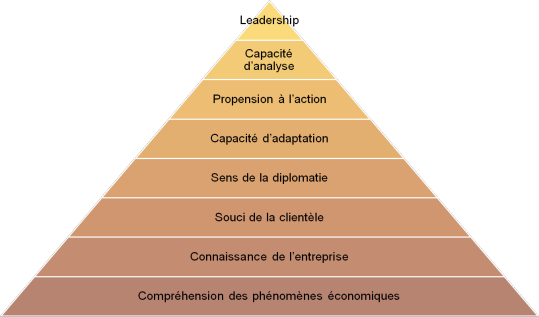 Leadership
Capacité
d'analyse
Propension à l'action
Capacité d'adaptation
Sens de la diplomatie
Souci de la clientèle
Connaissance de l'entreprise
Compréhension des phénomènes économiques